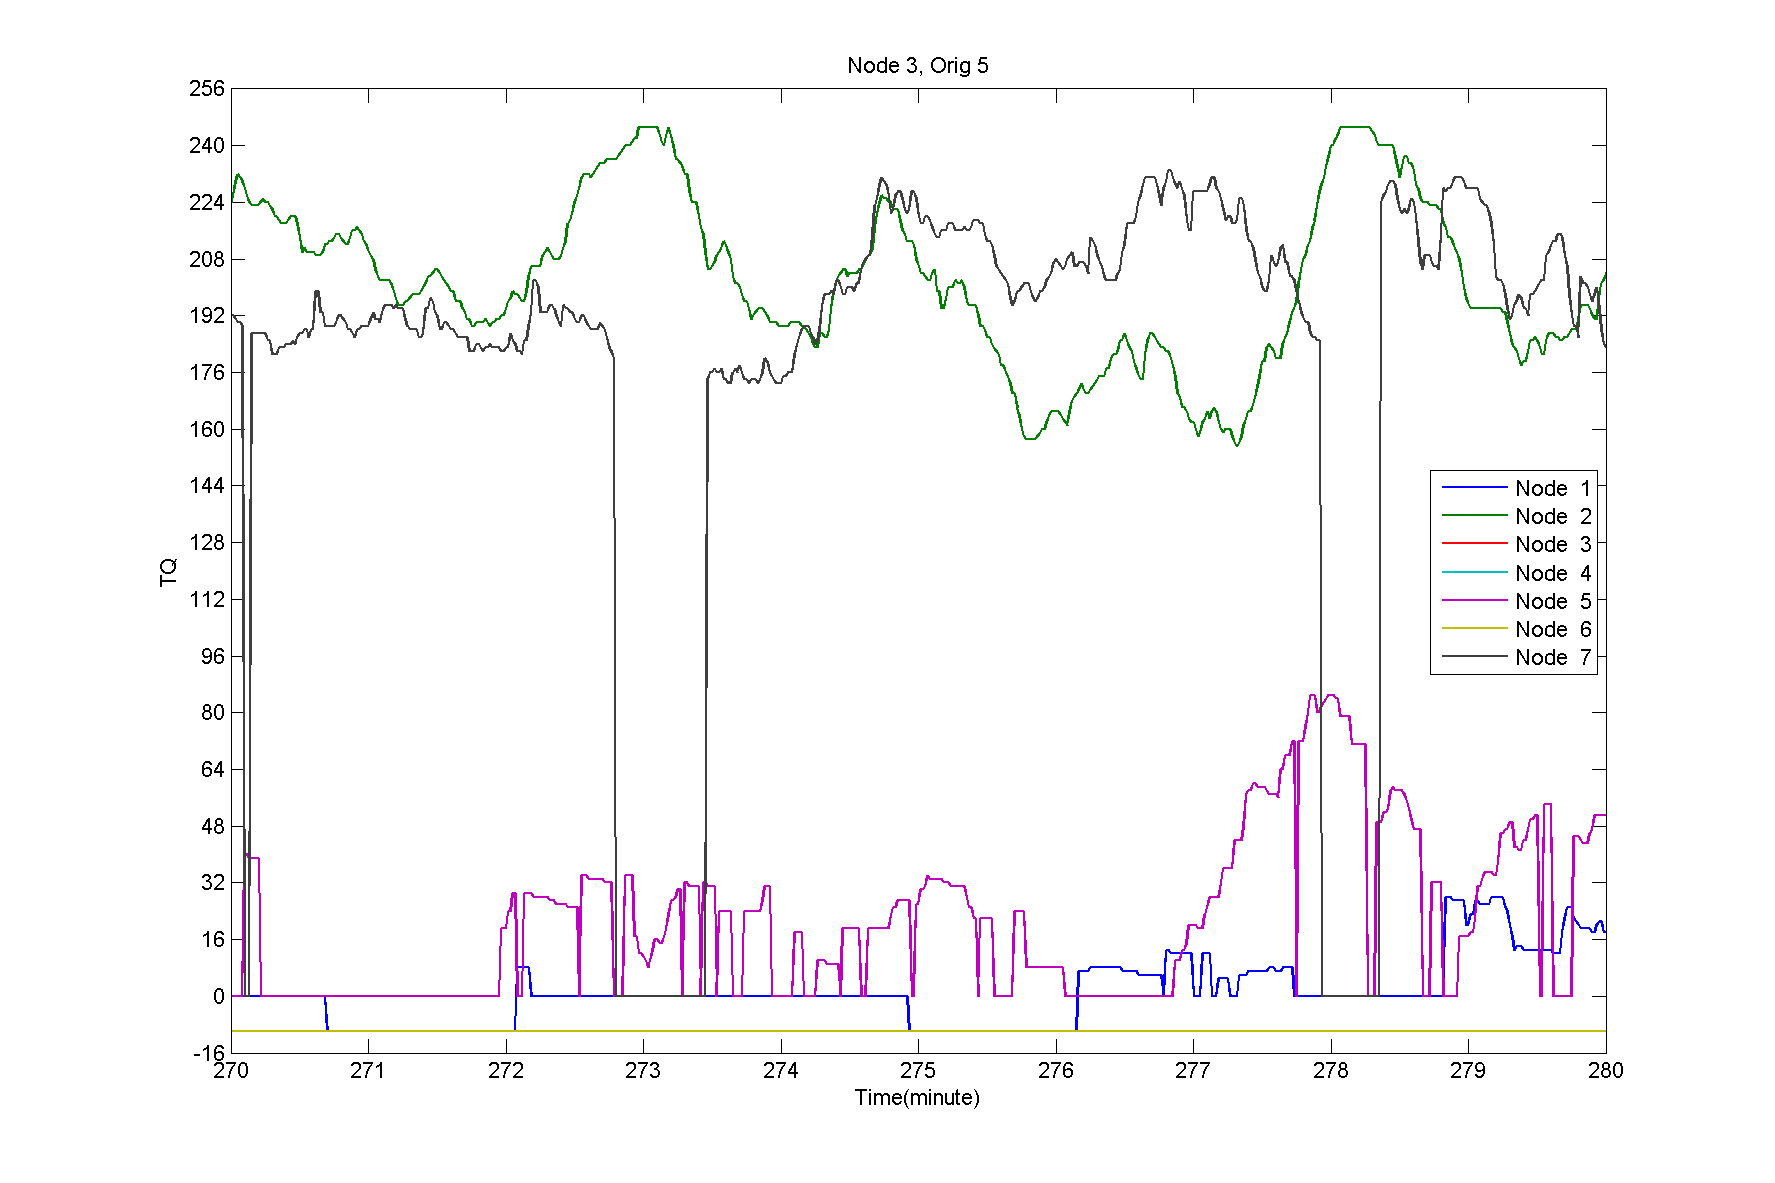 Node 3, Orig 5
256
240
224
208
192
176
160
144
128
112
96
80
64
48
32
16
0
-16
TQ
270 271 272 273 274 275 276 277 278 279 280
Time(minute)
Node 1
Node 2
Node 3
Node 4
Node 5
Node 6
Node 7